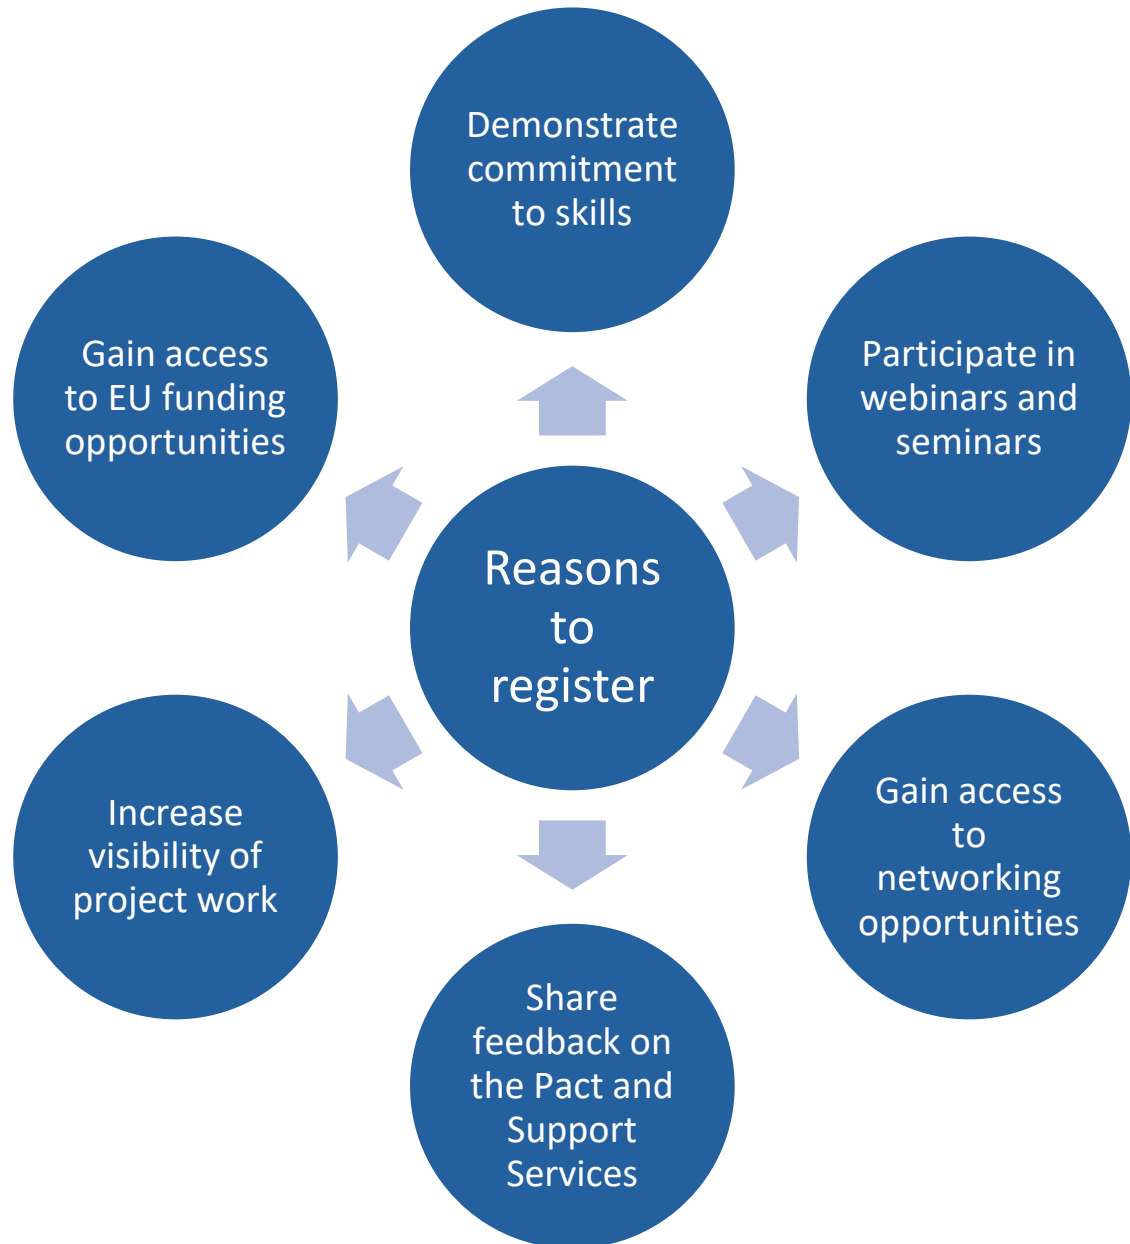 Demonstrate
commitment
to skills
Gain access
to EU funding
opportunities
Participate in
webinars and
seminars
Reasons
to
register
Increase
visibility of
project work
Gain access
to
networking
opportunities
Share
feedback on
the Pact and
Support
Services